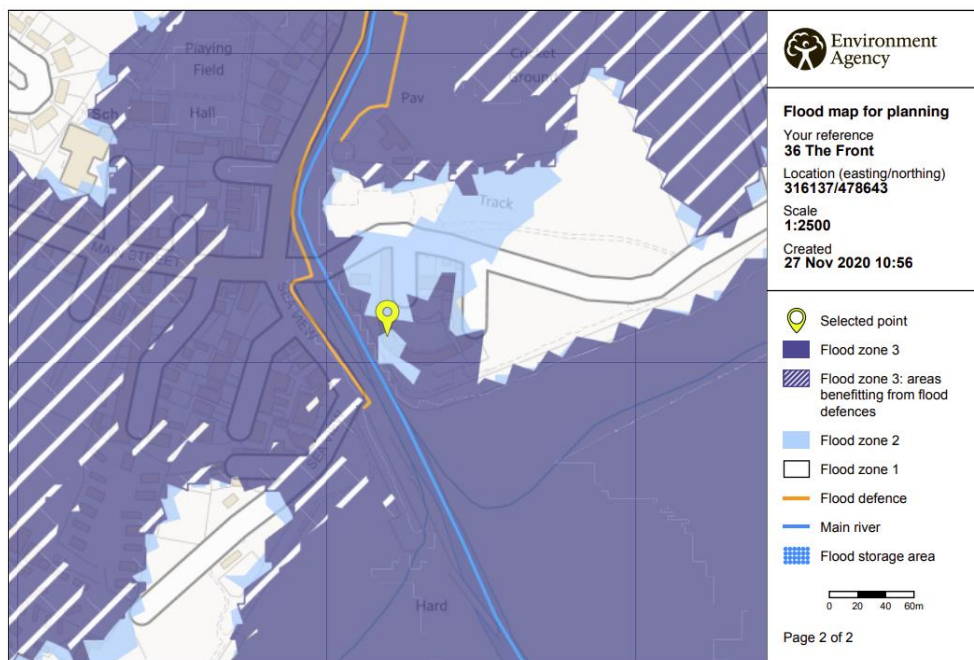 Playing
Field
Cricket
Ground
Pav
Sch
Hall
Track
MAIN STREET
SEA VIEW
Hard
Environment
Agency
Flood map for planning
Your reference
36 The Front
Location (easting/northing)
316137/478643
Scale
1:2500
Created
27 Nov 2020 10:56
Selected point
Flood zone 3
Flood zone 3: areas
benefitting from flood
defences
Flood zone 2
Flood zone 1
Flood defence
Main river
Flood storage area
0 20 40 60m
Page 2 of 2